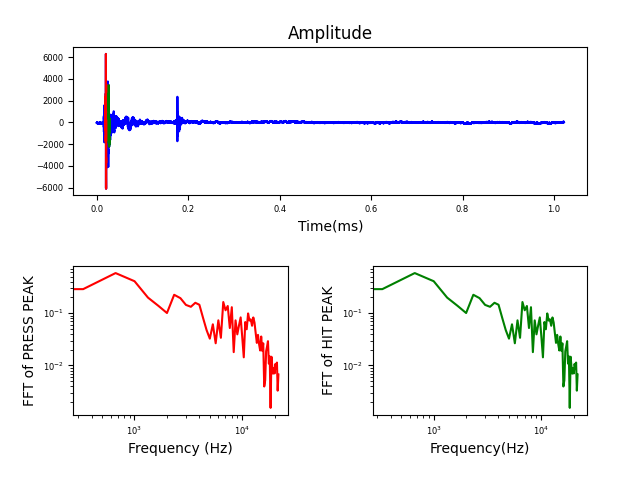 Amplitude
6000
4000
2000
0
−2000
−4000
−6000
0.0 0.2 0.4 0.6 0.8 1.0
Time(ms)
FFT of PRESS PEAK
10⁻¹
10⁻²
10³ 10⁴
Frequency (Hz)
FFT of HIT PEAK
10⁻¹
10⁻²
10³ 10⁴
Frequency(Hz)